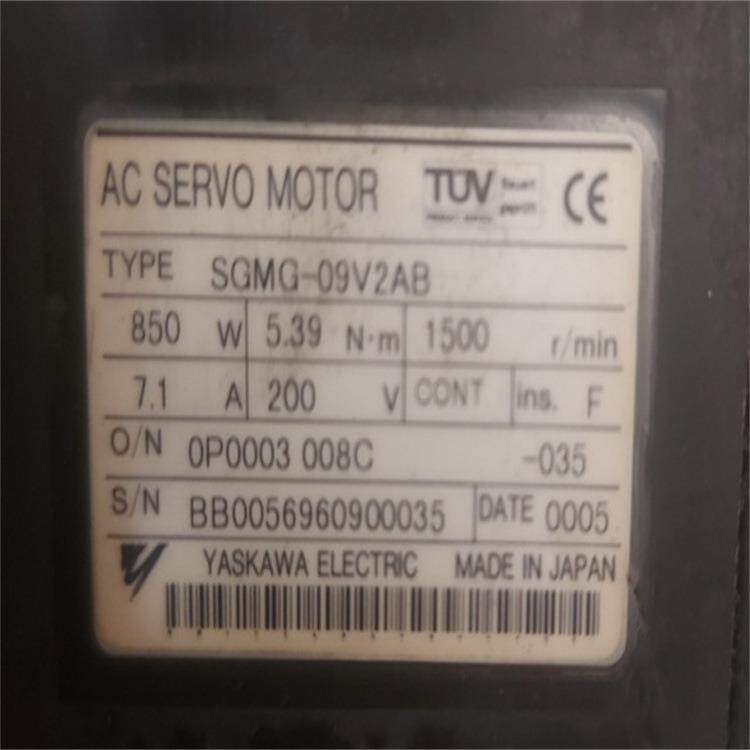 AC SERVO MOTOR TUV CE
TYPE SGMG-09V2AB
850 W 5.39 N·m 1500 r/min
7.1 A 200 V CONT ins. F
O/N 0P0003 008C -035
S/N BB0056960900035 DATE 0005
YASKAWA ELECTRIC MADE IN JAPAN